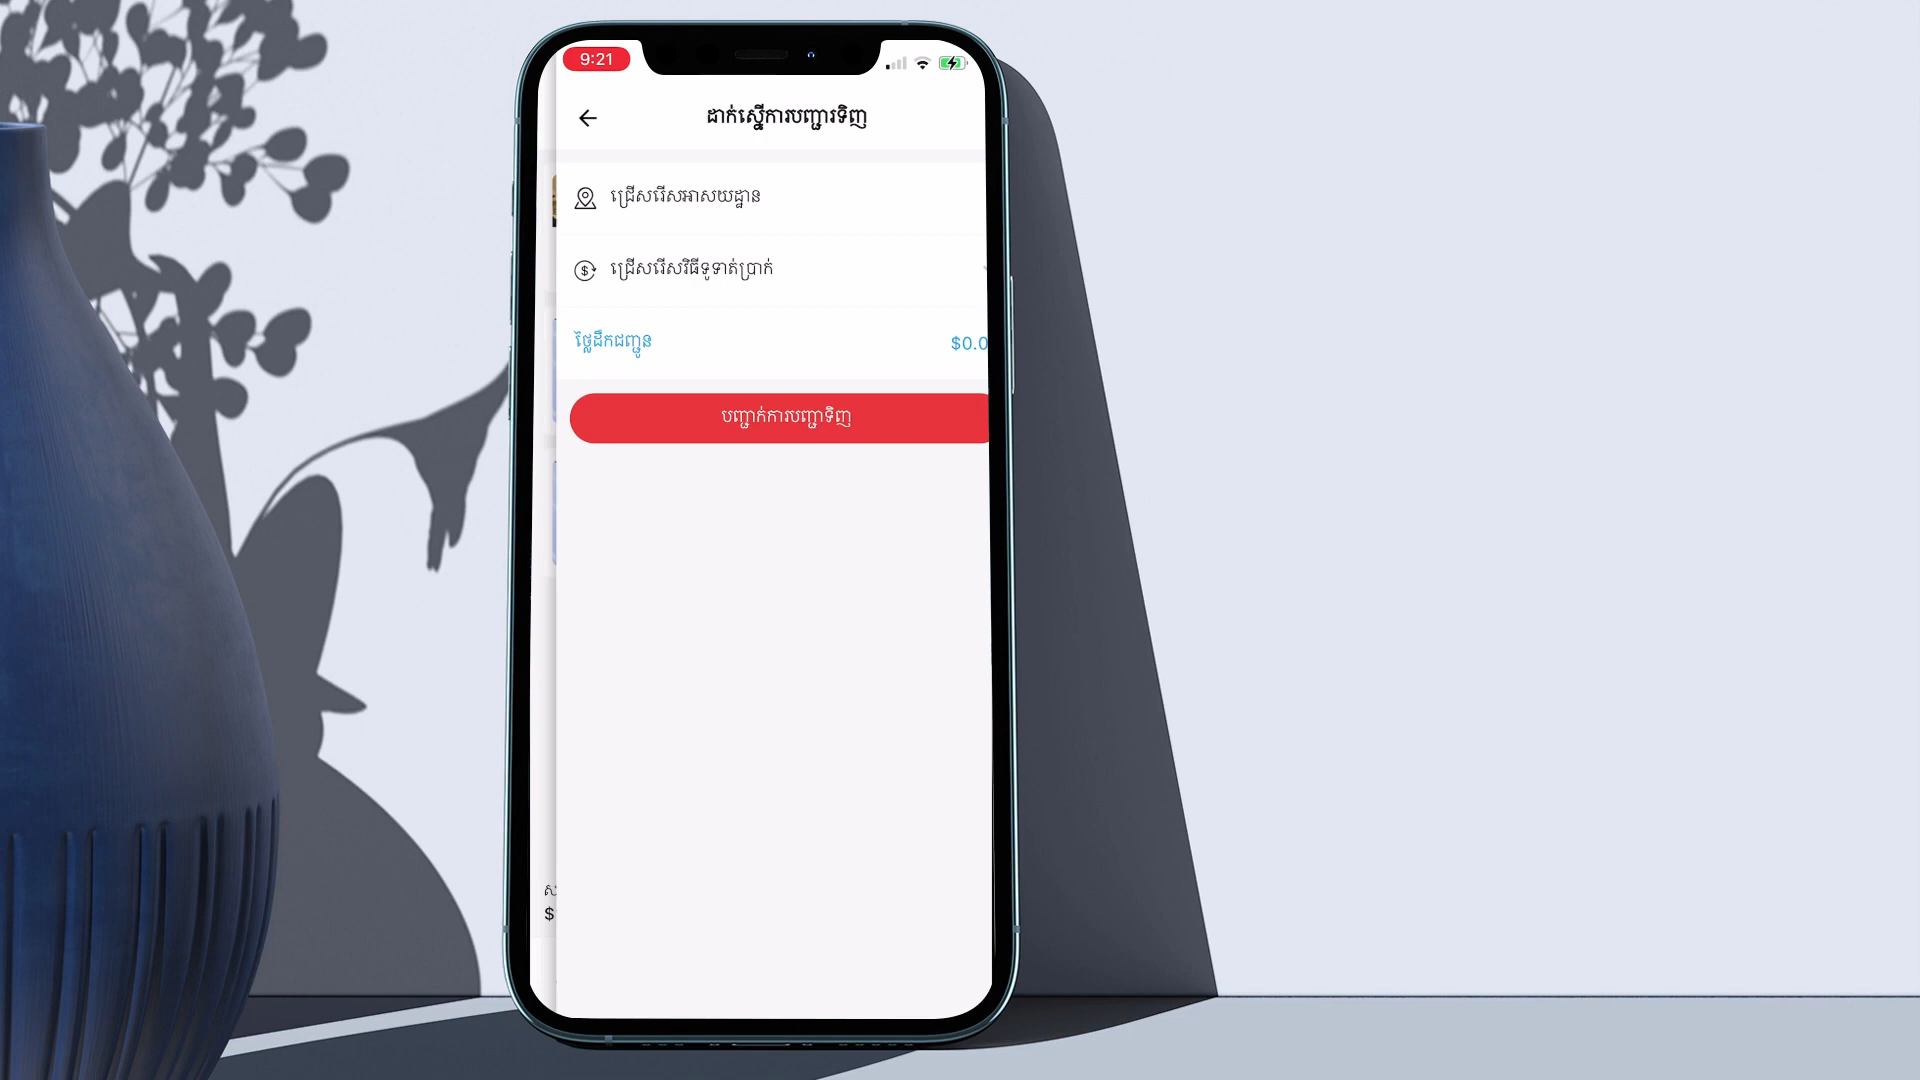 9:21
ដាក់ស្នើការបញ្ជារទិញ
ជ្រើសរើសអាសយដ្ឋាន
ជ្រើសរើសវិធីទូទាត់ប្រាក់
ថ្លៃដឹកជញ្ជូន
$0.0
បញ្ជាក់ការបញ្ជាទិញ
ស
$